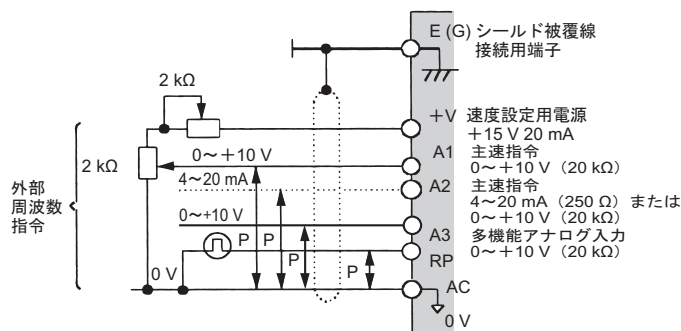 E (G) シールド被覆線
接続用端子
2 kΩ
+V 速度設定用電源
+15 V 20 mA
2 kΩ
0～+10 V
A1 主速指令
0～+10 V（20 kΩ）
外部
周波数
指令
4～20 mA
A2 主速指令
4～20 mA（250 Ω）または
0～+10 V（20 kΩ）
0～+10 V
A3 多機能アナログ入力
0～+10 V（20 kΩ）
P P P P
RP
0 V
AC
0 V